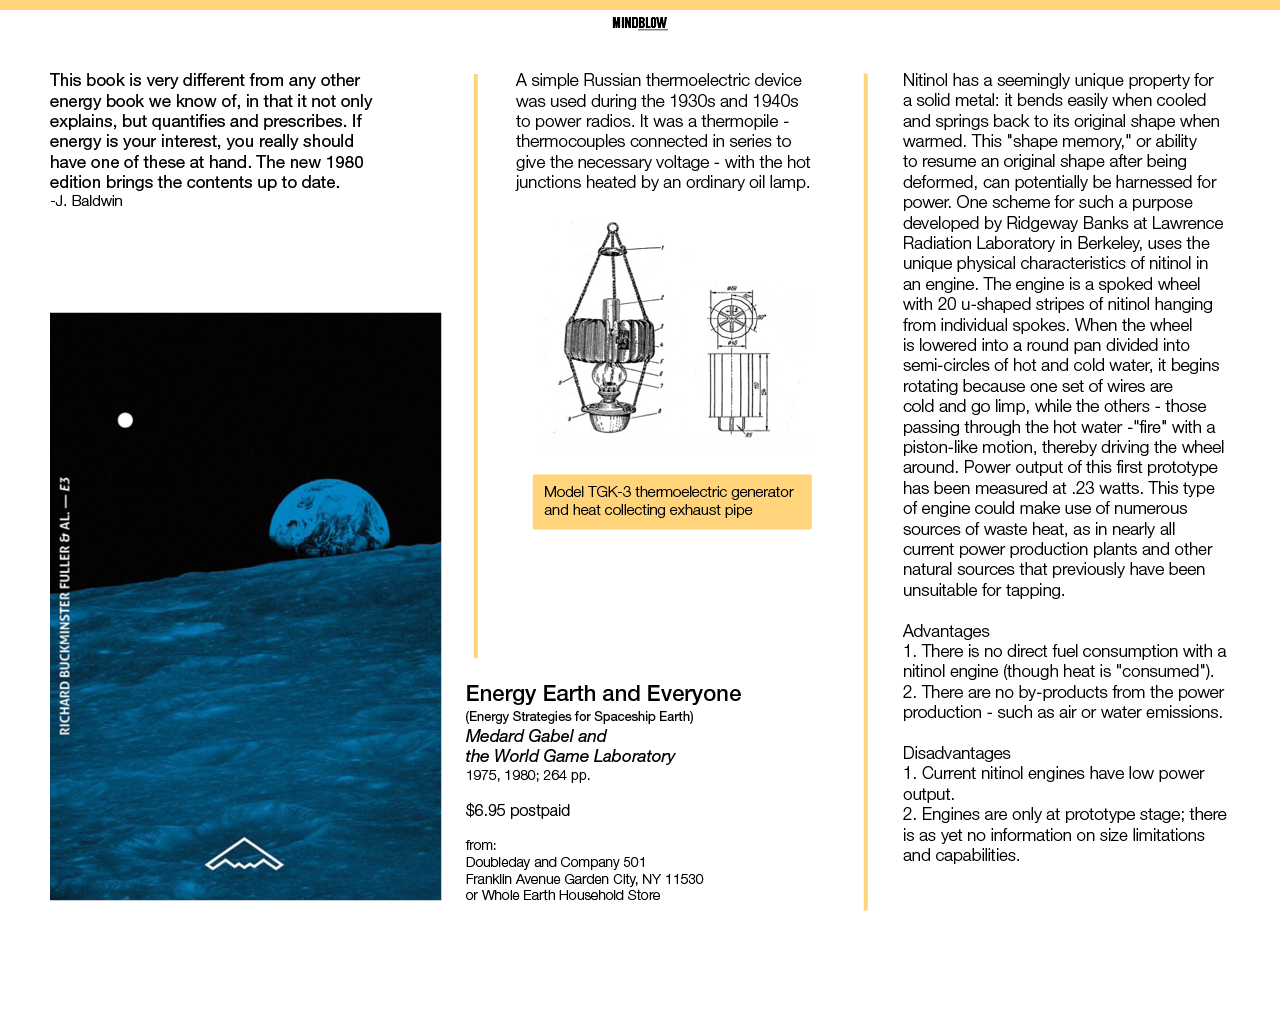 MINDBLOW
This book is very different from any other
energy book we know of, in that it not only
explains, but quantifies and prescribes. If
energy is your interest, you really should
have one of these at hand. The new 1980
edition brings the contents up to date.
-J. Baldwin
RICHARD BUCKMINSTER FULLER & AL. — E3
A simple Russian thermoelectric device
was used during the 1930s and 1940s
to power radios. It was a thermopile -
thermocouples connected in series to
give the necessary voltage - with the hot
junctions heated by an ordinary oil lamp.
1
2
3
4
5
6
7
8
9
Model TGK-3 thermoelectric generator
and heat collecting exhaust pipe
Energy Earth and Everyone
(Energy Strategies for Spaceship Earth)
Medard Gabel and
the World Game Laboratory
1975, 1980; 264 pp.
$6.95 postpaid
from:
Doubleday and Company 501
Franklin Avenue Garden City, NY 11530
or Whole Earth Household Store
Nitinol has a seemingly unique property for
a solid metal: it bends easily when cooled
and springs back to its original shape when
warmed. This "shape memory," or ability
to resume an original shape after being
deformed, can potentially be harnessed for
power. One scheme for such a purpose
developed by Ridgeway Banks at Lawrence
Radiation Laboratory in Berkeley, uses the
unique physical characteristics of nitinol in
an engine. The engine is a spoked wheel
with 20 u-shaped stripes of nitinol hanging
from individual spokes. When the wheel
is lowered into a round pan divided into
semi-circles of hot and cold water, it begins
rotating because one set of wires are
cold and go limp, while the others - those
passing through the hot water -"fire" with a
piston-like motion, thereby driving the wheel
around. Power output of this first prototype
has been measured at .23 watts. This type
of engine could make use of numerous
sources of waste heat, as in nearly all
current power production plants and other
natural sources that previously have been
unsuitable for tapping.
Advantages
1. There is no direct fuel consumption with a
nitinol engine (though heat is "consumed").
2. There are no by-products from the power
production - such as air or water emissions.
Disadvantages
1. Current nitinol engines have low power
output.
2. Engines are only at prototype stage; there
is as yet no information on size limitations
and capabilities.